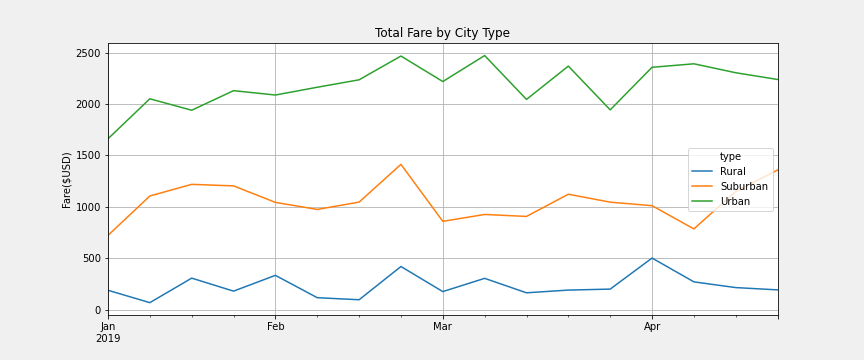 Total Fare by City Type
Fare($USD)
2500
2000
1500
1000
500
0
type
Rural
Suburban
Urban
Jan
2019
Feb
Mar
Apr